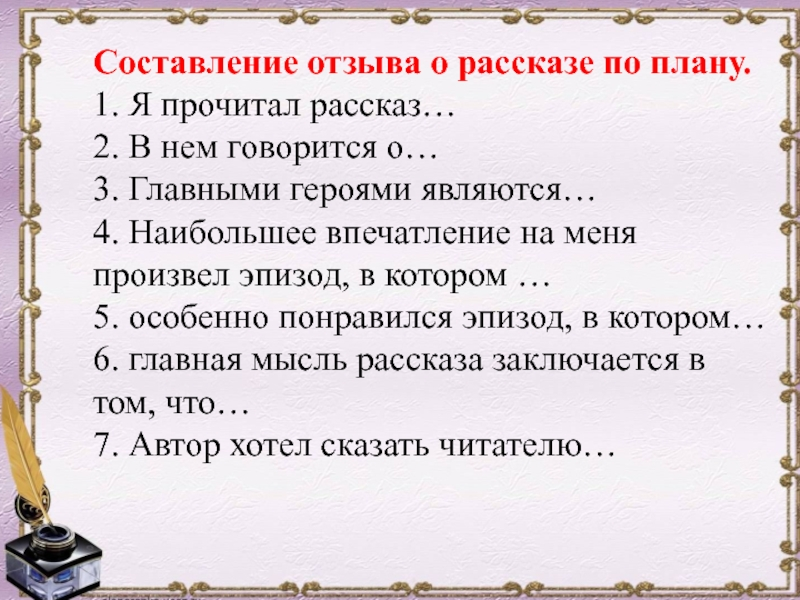 Составление отзыва о рассказе по плану.
1. Я прочитал рассказ…
2. В нем говорится о…
3. Главными героями являются…
4. Наибольшее впечатление на меня
произвел эпизод, в котором …
5. особенно понравился эпизод, в котором…
6. главная мысль рассказа заключается в
том, что…
7. Автор хотел сказать читателю…